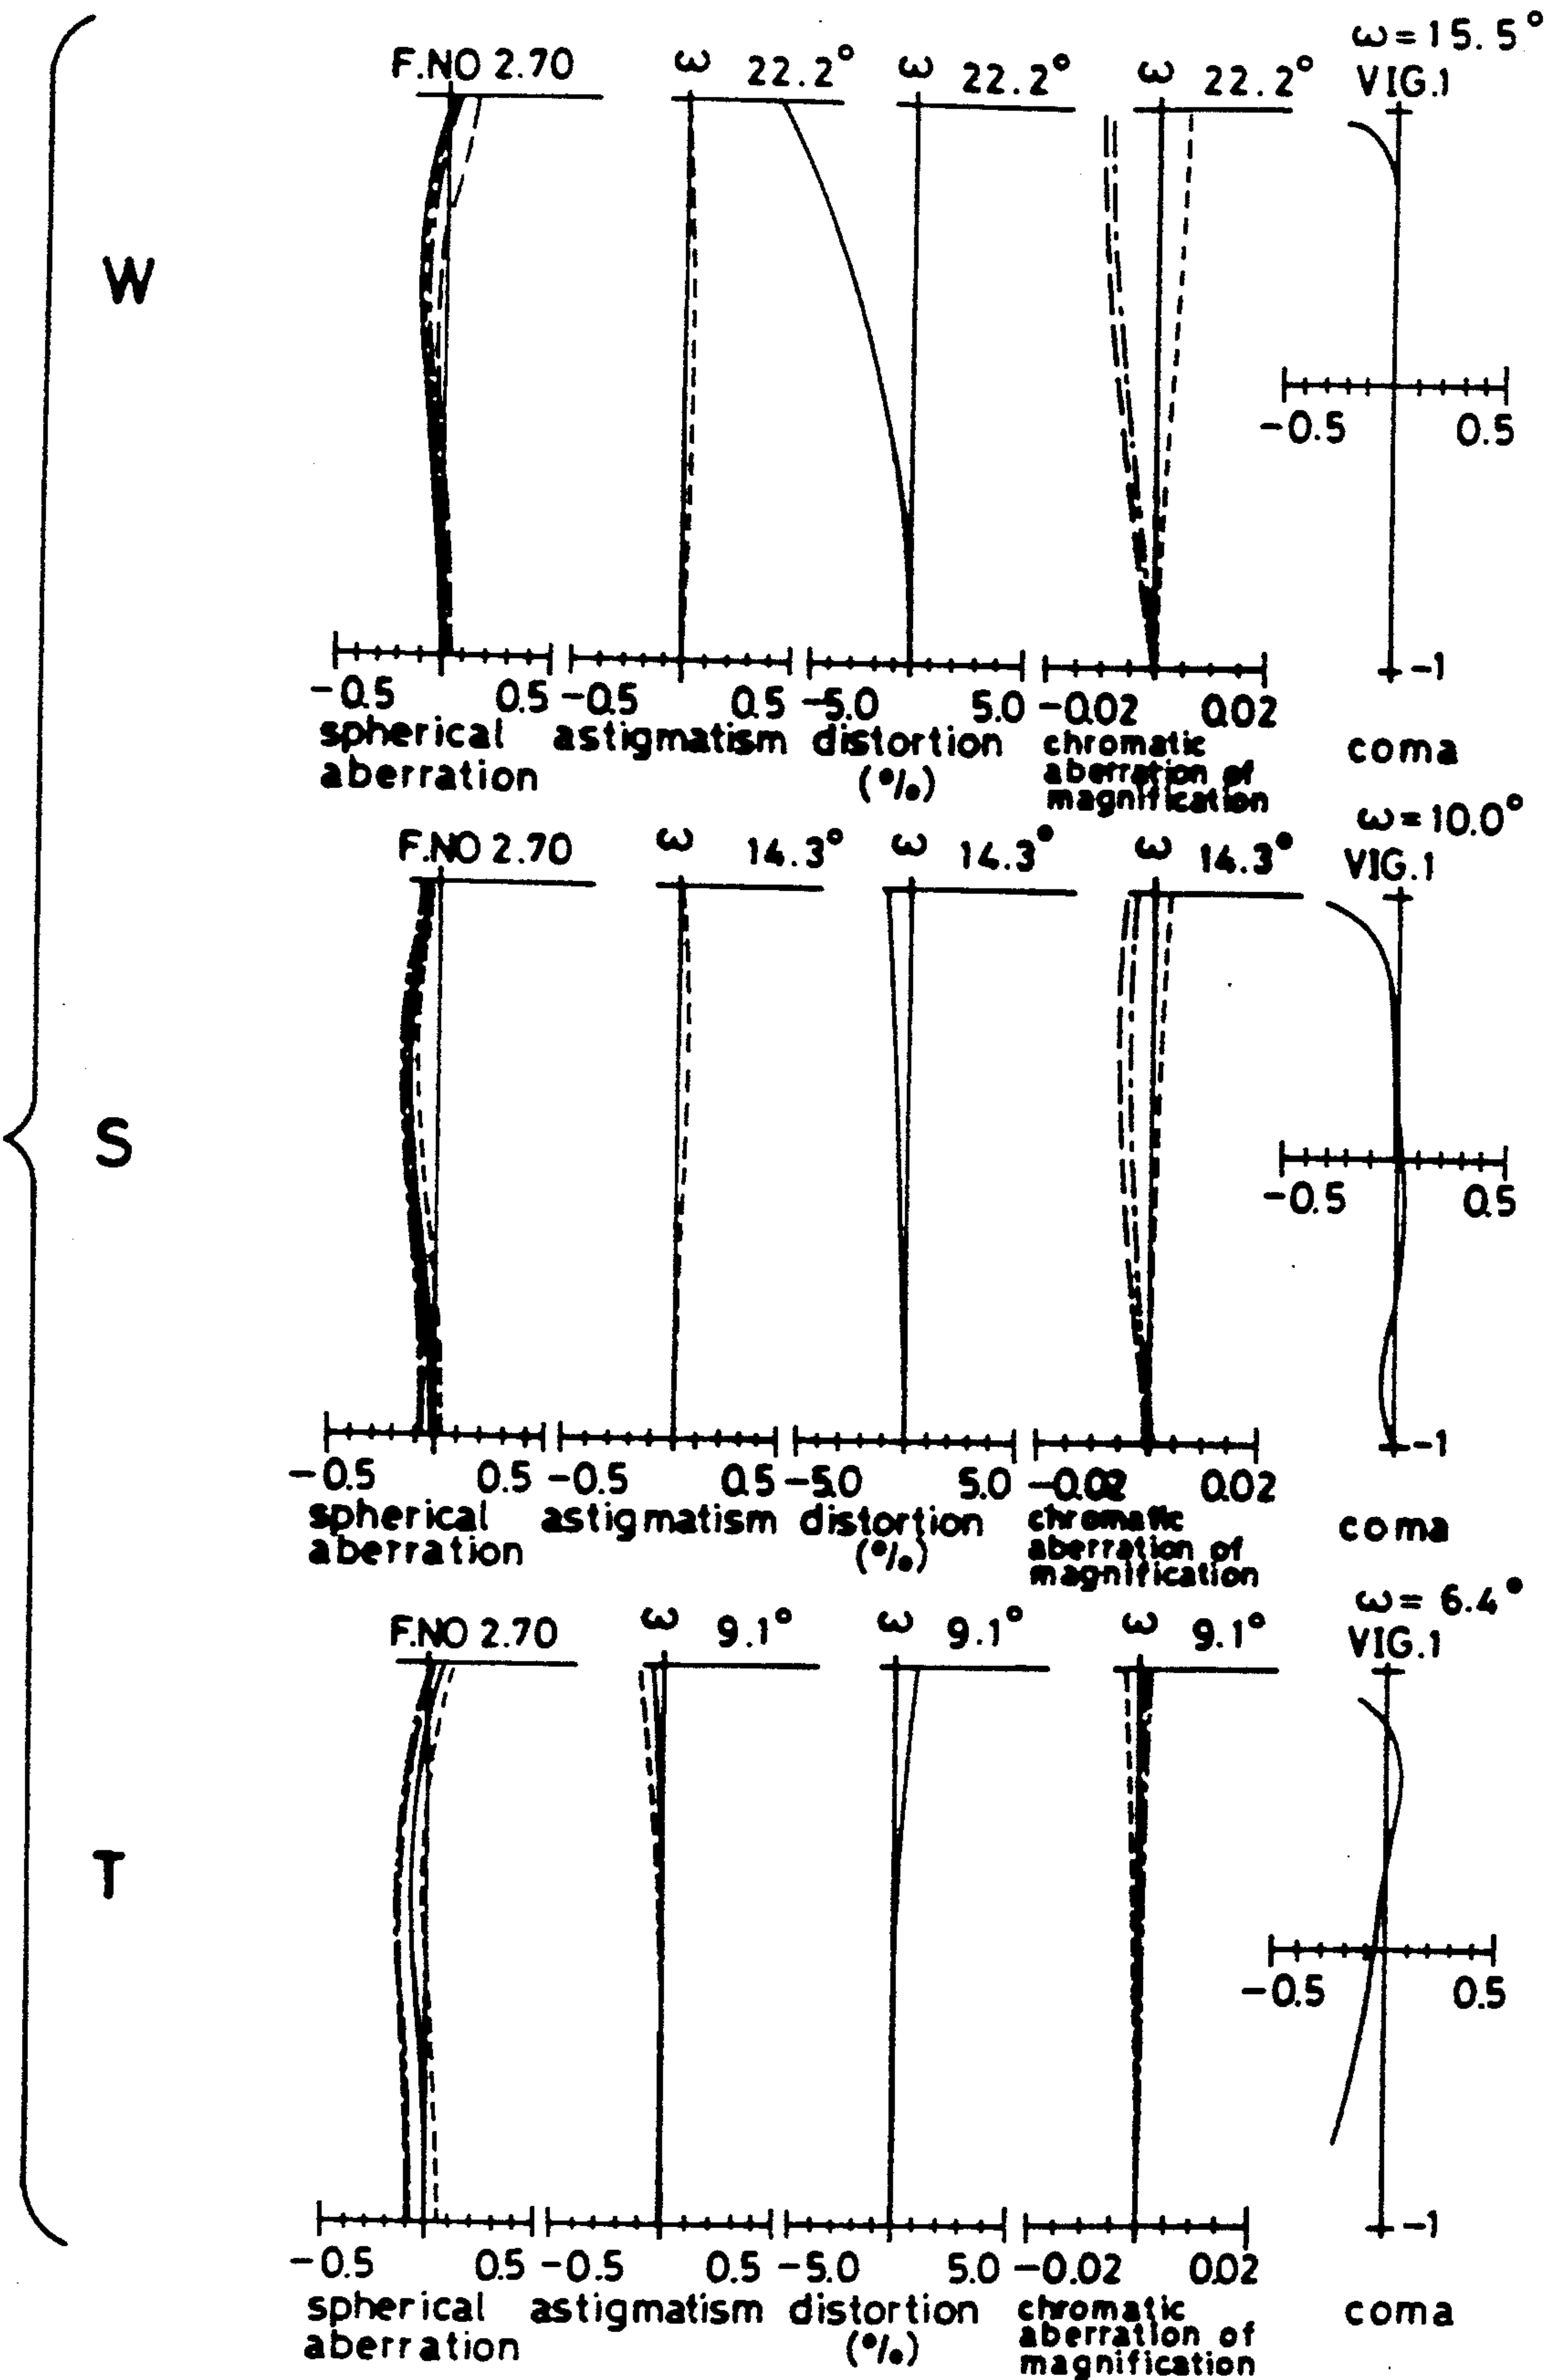 W
F.NO 2.70
ω 22.2°
ω 22.2°
ω 22.2°
ω=15.5°
VIG.1
-0.5 0.5
-1
-0.5 0.5
-0.5 0.5
-5.0 5.0
-0.02 0.02
spherical
aberration
astigmatism
distortion
(%)
chromatic
aberration of
magnification
coma
S
F.NO 2.70
ω 14.3°
ω 14.3°
ω 14.3°
ω=10.0°
VIG.1
-0.5 0.5
-1
-0.5 0.5
-0.5 0.5
-5.0 5.0
-0.02 0.02
spherical
aberration
astigmatism
distortion
(%)
chromatic
aberration of
magnification
coma
T
F.NO 2.70
ω 9.1°
ω 9.1°
ω 9.1°
ω= 6.4°
VIG.1
-0.5 0.5
-1
-0.5 0.5
-0.5 0.5
-5.0 5.0
-0.02 0.02
spherical
aberration
astigmatism
distortion
(%)
chromatic
aberration of
magnification
coma